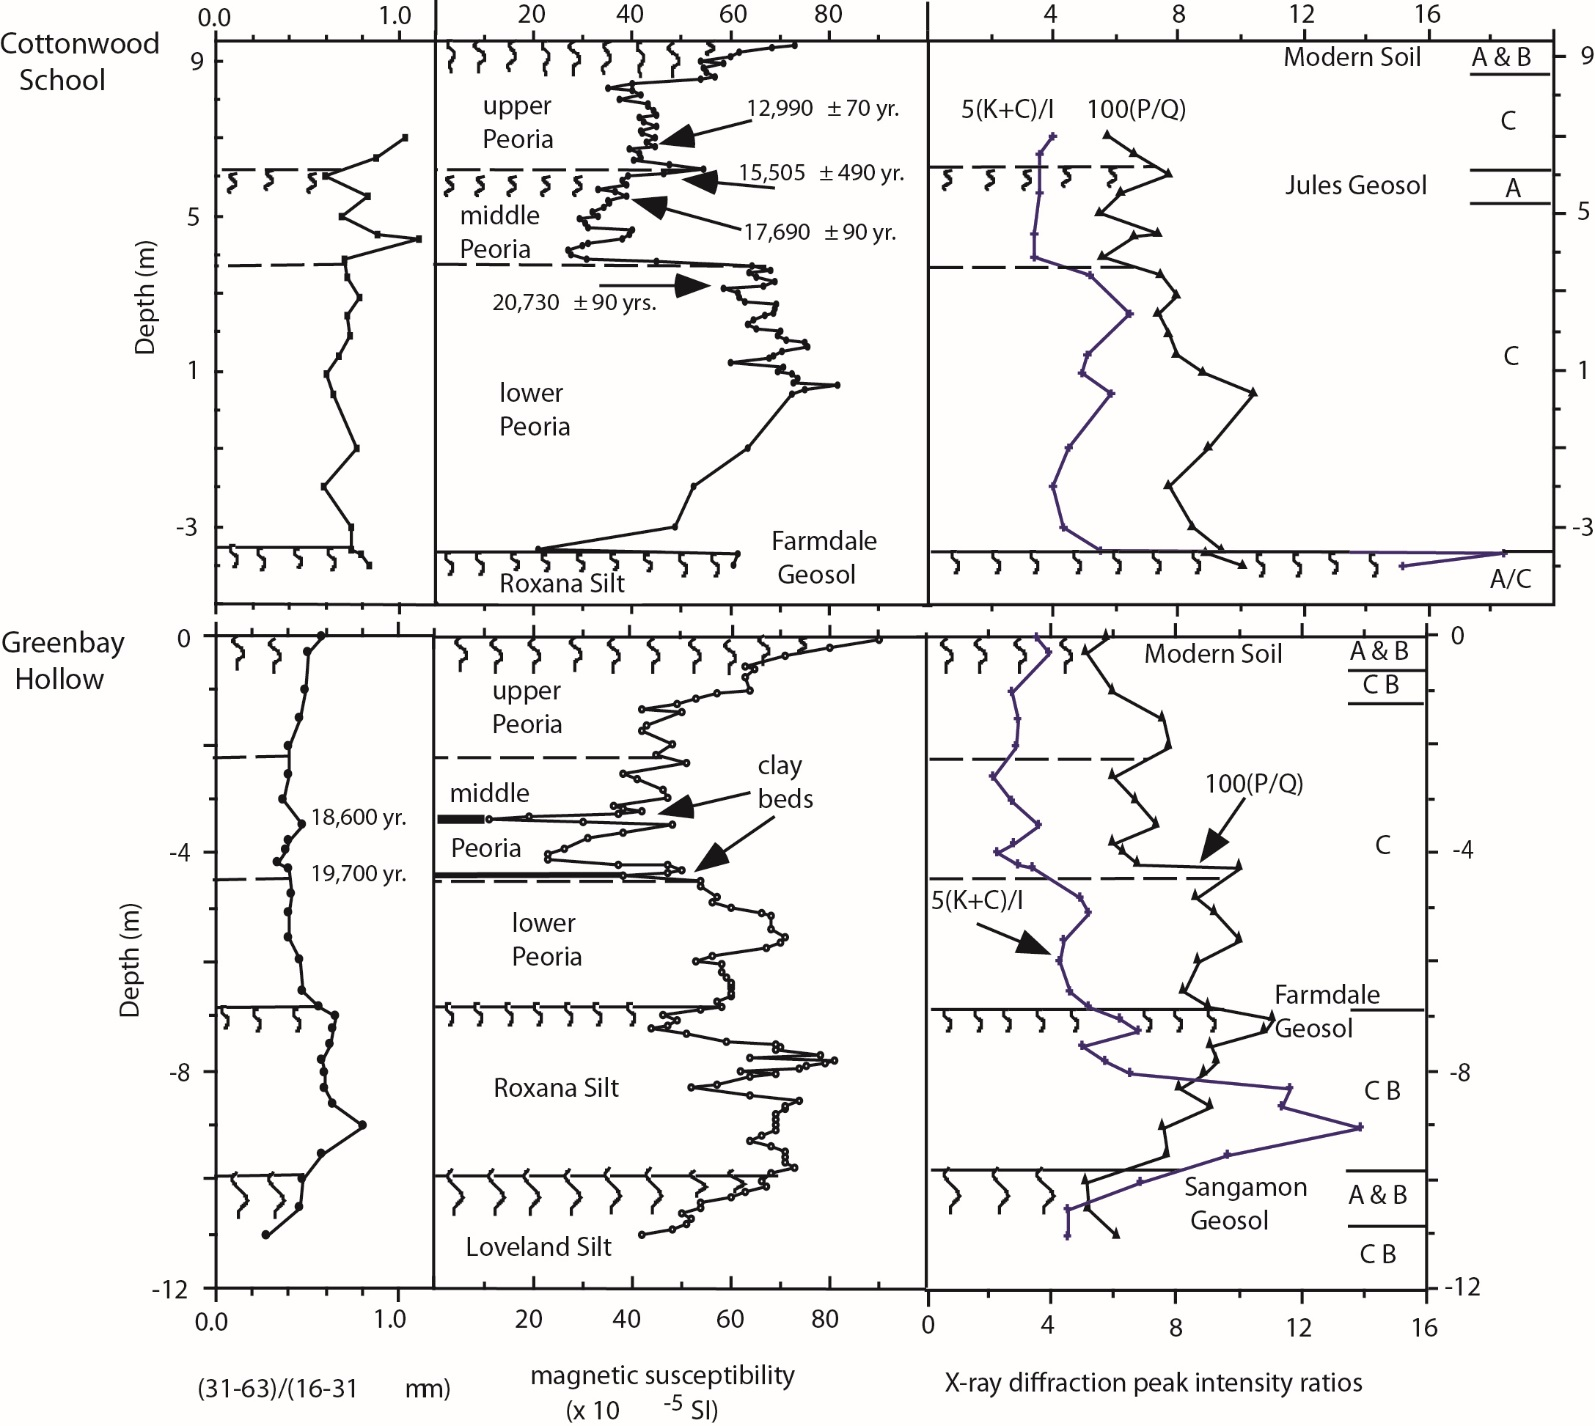 0.0 1.0 20 40 60 80 4 8 12 16
Cottonwood
School
9
5
1
-3
Depth (m)
upper
Peoria
12,990 ± 70 yr.
15,505 ± 490 yr.
middle
Peoria
17,690 ± 90 yr.
20,730 ± 90 yrs.
lower
Peoria
Farmdale
Geosol
Roxana Silt
Modern Soil
A & B
9
5(K+C)/I 100(P/Q)
C
Jules Geosol
A
5
C
1
-3
A/C
Greenbay
Hollow
0
-4
-8
-12
Depth (m)
18,600 yr.
19,700 yr.
upper
Peoria
clay
beds
middle
Peoria
lower
Peoria
Roxana Silt
Loveland Silt
Modern Soil
A & B
0
C B
100(P/Q)
C
-4
5(K+C)/I
Farmdale
Geosol
-8
C B
Sangamon
Geosol
A & B
C B
-12
0.0 1.0 20 40 60 80 0 4 8 12 16
(31-63)/(16-31 mm)
magnetic susceptibility
(x 10 -5 SI)
X-ray diffraction peak intensity ratios